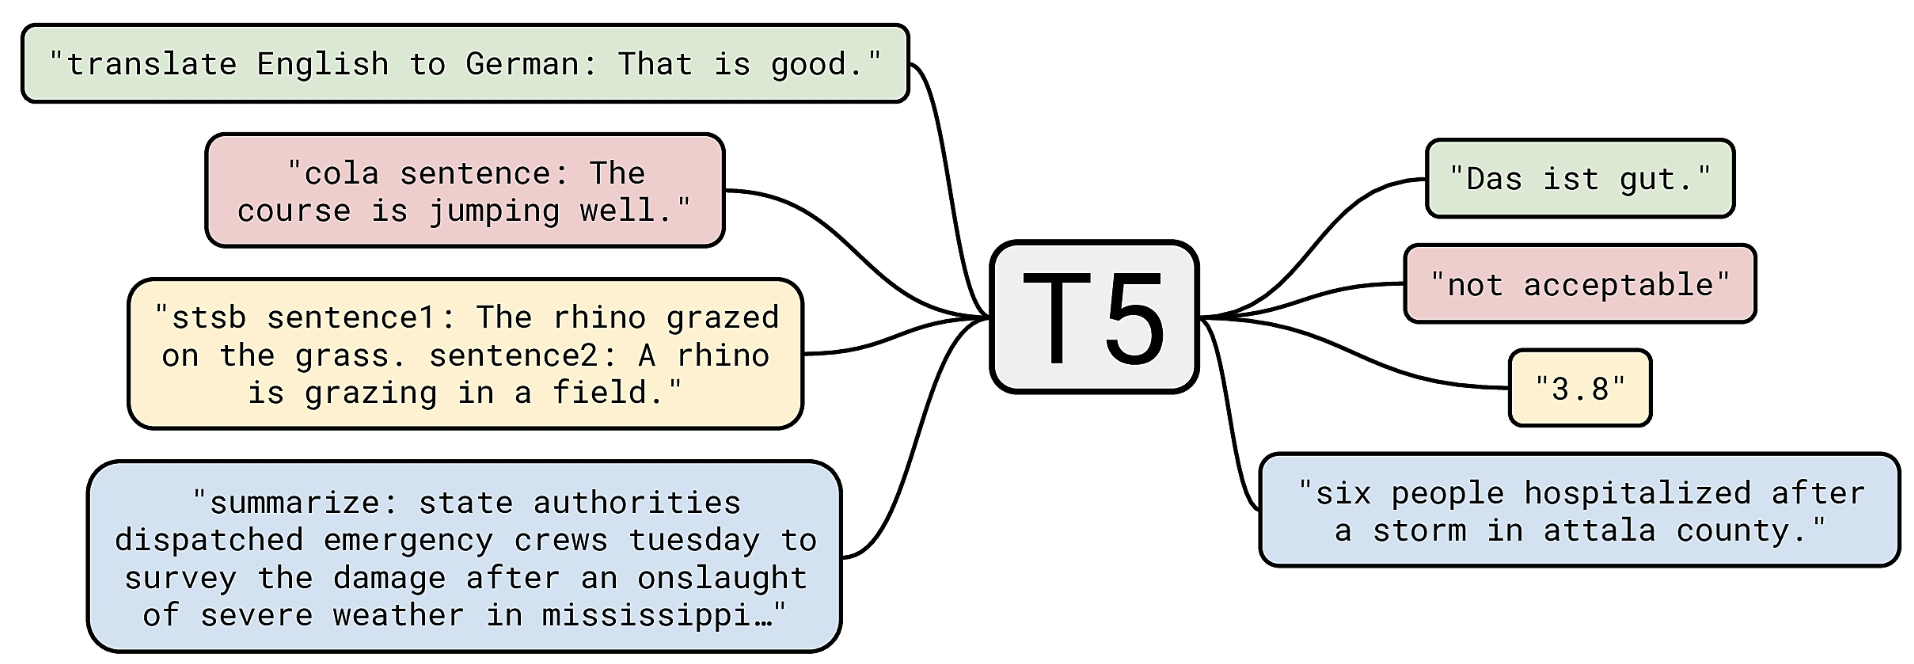 "translate English to German: That is good."
"cola sentence: The
course is jumping well."
"stsb sentence1: The rhino grazed
on the grass. sentence2: A rhino
is grazing in a field."
"summarize: state authorities
dispatched emergency crews tuesday to
survey the damage after an onslaught
of severe weather in mississippi…"
T5
"Das ist gut."
"not acceptable"
"3.8"
"six people hospitalized after
a storm in attala county."